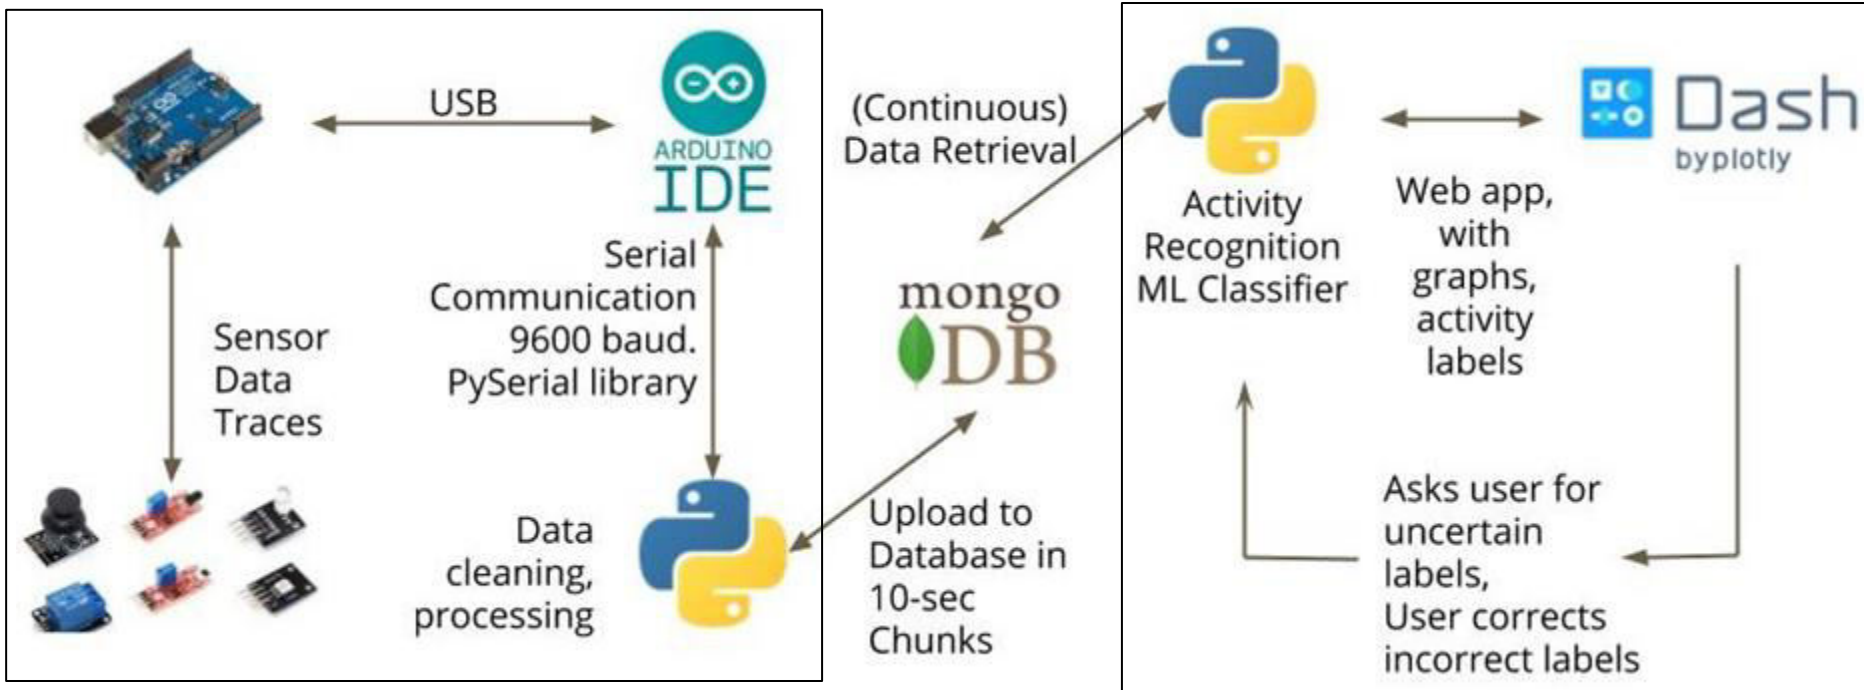 USB
ARDUINO
IDE
Sensor
Data
Traces
Serial
Communication
9600 baud.
PySerial library
Data
cleaning,
processing
(Continuous)
Data Retrieval
mongo
DB
Upload to
Database in
10-sec
Chunks
Activity
Recognition
ML Classifier
Dash
byplotly
Web app,
with
graphs,
activity
labels
Asks user for
uncertain
labels,
User corrects
incorrect labels